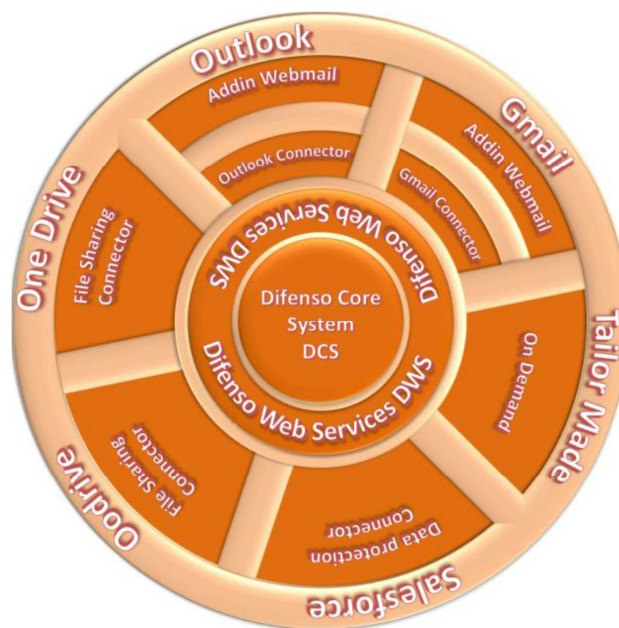 Outlook
Addin Webmail
Outlook Connector
Gmail
Addin Webmail
Gmail Connector
Tailor Made
On Demand
Salesforce
Data protection
Connector
Oodrive
File Sharing
Connector
One Drive
File Sharing
Connector
Difenso Web Services DWS
Difenso Core
System
DCS
Difenso Web Services DWS